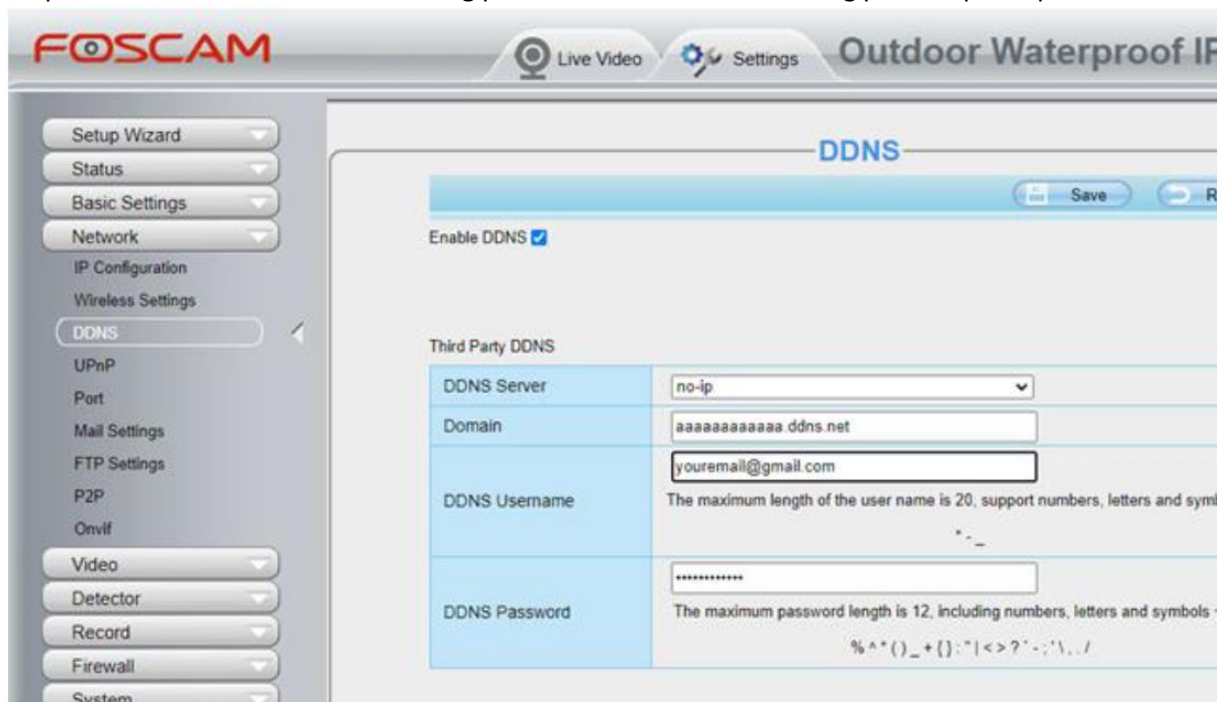 FOSCAM
Live Video
Settings
Outdoor Waterproof IP
Setup Wizard
Status
Basic Settings
Network
IP Configuration
Wireless Settings
DDNS
UPnP
Port
Mail Settings
FTP Settings
P2P
Onvif
Video
Detector
Record
Firewall
System
DDNS
Save
R
Enable DDNS
Third Party DDNS
DDNS Server
no-ip
Domain
aaaaaaaaaaaa.ddns.net
DDNS Username
youremail@gmail.com
The maximum length of the user name is 20, support numbers, letters and symb
* - _
DDNS Password
••••••••••••
The maximum password length is 12, including numbers, letters and symbols ~
% ^ * ( ) _ + { } : " | < > ? ` - ; ' \ , . /